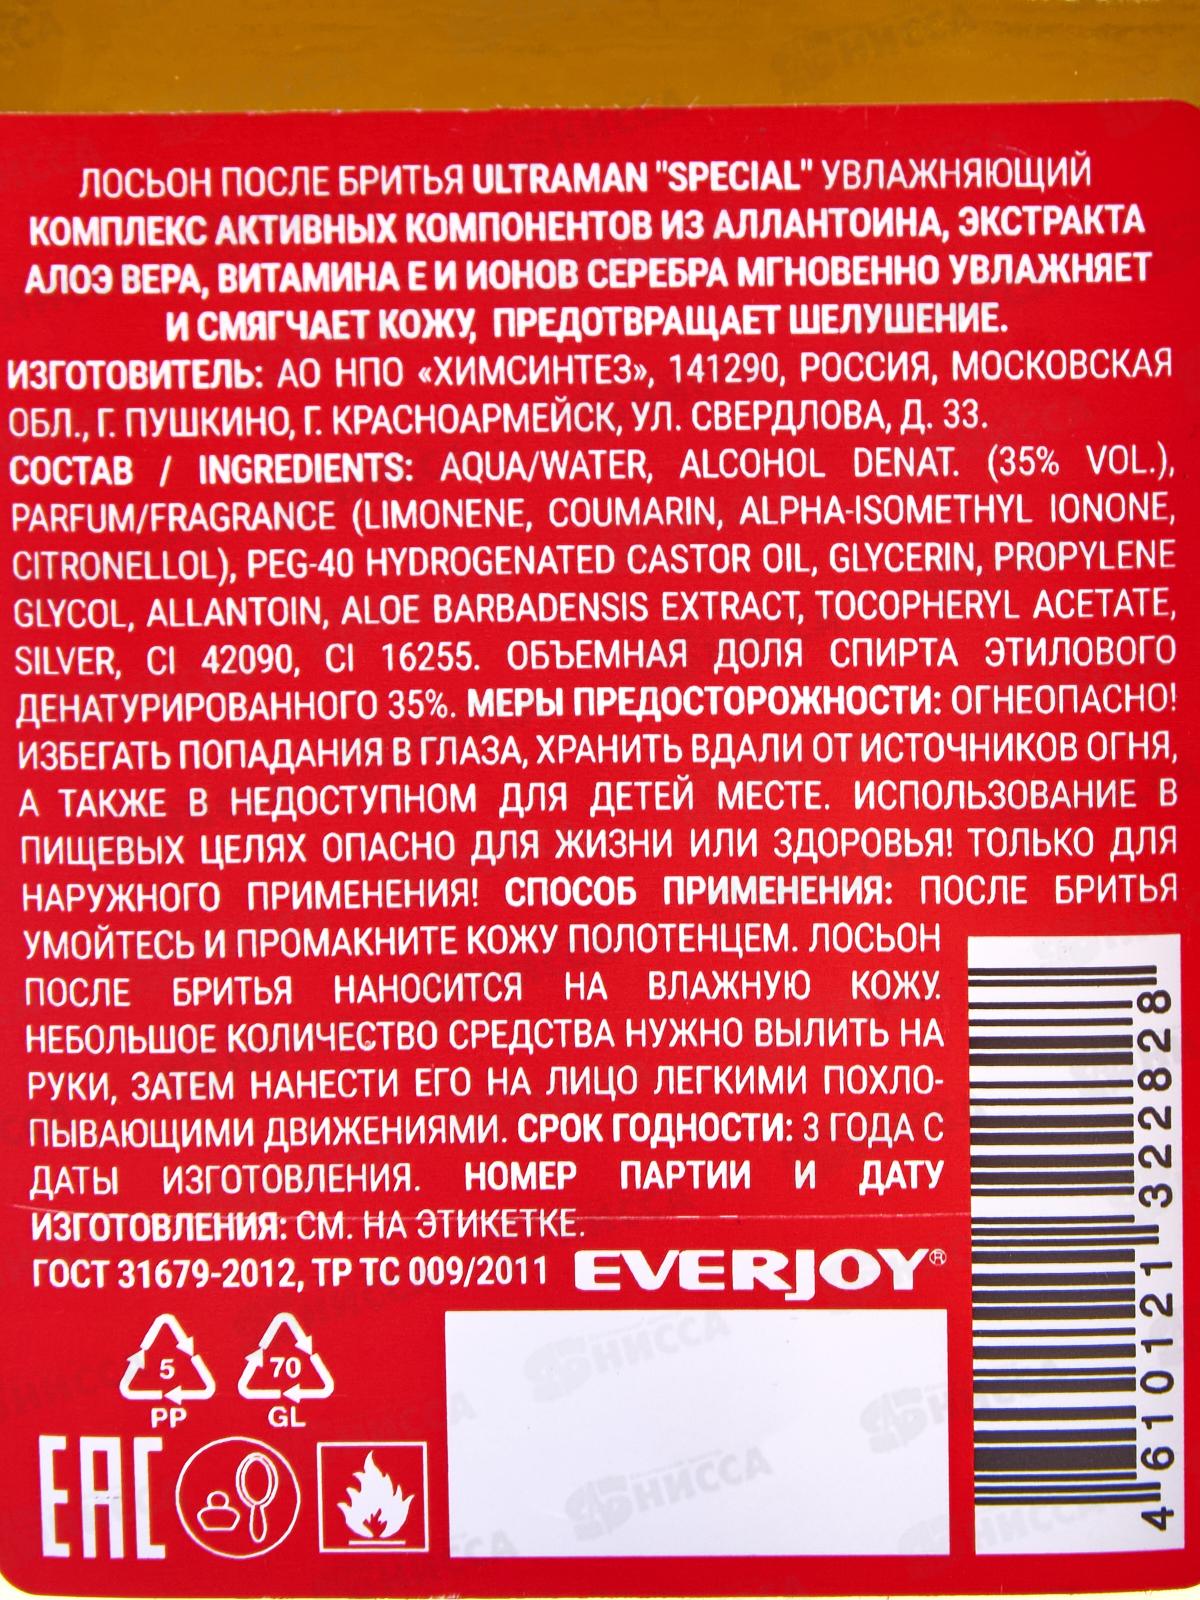 ЛОСЬОН ПОСЛЕ БРИТЬЯ ULTRAMAN "SPECIAL" УВЛАЖНЯЮЩИЙ
КОМПЛЕКС АКТИВНЫХ КОМПОНЕНТОВ ИЗ АЛЛАНТОИНА, ЭКСТРАКТА
АЛОЭ ВЕРА, ВИТАМИНА Е И ИОНОВ СЕРЕБРА МГНОВЕННО УВЛАЖНЯЕТ
И СМЯГЧАЕТ КОЖУ, ПРЕДОТВРАЩАЕТ ШЕЛУШЕНИЕ.
ИЗГОТОВИТЕЛЬ: АО НПО «ХИМСИНТЕЗ», 141290, РОССИЯ, МОСКОВСКАЯ
ОБЛ., Г. ПУШКИНО, Г. КРАСНОАРМЕЙСК, УЛ. СВЕРДЛОВА, Д. 33.
СОСТАВ / INGREDIENTS: AQUA/WATER, ALCOHOL DENAT. (35% VOL.),
PARFUM/FRAGRANCE (LIMONENE, COUMARIN, ALPHA-ISOMETHYL IONONE,
CITRONELLOL), PEG-40 HYDROGENATED CASTOR OIL, GLYCERIN, PROPYLENE
GLYCOL, ALLANTOIN, ALOE BARBADENSIS EXTRACT, TOCOPHERYL ACETATE,
SILVER, CI 42090, CI 16255. ОБЪЕМНАЯ ДОЛЯ СПИРТА ЭТИЛОВОГО
ДЕНАТУРИРОВАННОГО 35%. МЕРЫ ПРЕДОСТОРОЖНОСТИ: ОГНЕОПАСНО!
ИЗБЕГАТЬ ПОПАДАНИЯ В ГЛАЗА, ХРАНИТЬ ВДАЛИ ОТ ИСТОЧНИКОВ ОГНЯ,
А ТАКЖЕ В НЕДОСТУПНОМ ДЛЯ ДЕТЕЙ МЕСТЕ. ИСПОЛЬЗОВАНИЕ В
ПИЩЕВЫХ ЦЕЛЯХ ОПАСНО ДЛЯ ЖИЗНИ ИЛИ ЗДОРОВЬЯ! ТОЛЬКО ДЛЯ
НАРУЖНОГО ПРИМЕНЕНИЯ! СПОСОБ ПРИМЕНЕНИЯ: ПОСЛЕ БРИТЬЯ
УМОЙТЕСЬ И ПРОМАКНИТЕ КОЖУ ПОЛОТЕНЦЕМ. ЛОСЬОН
ПОСЛЕ БРИТЬЯ НАНОСИТСЯ НА ВЛАЖНУЮ КОЖУ.
НЕБОЛЬШОЕ КОЛИЧЕСТВО СРЕДСТВА НУЖНО ВЫЛИТЬ НА
РУКИ, ЗАТЕМ НАНЕСТИ ЕГО НА ЛИЦО ЛЕГКИМИ ПОХЛО-
ПЫВАЮЩИМИ ДВИЖЕНИЯМИ. СРОК ГОДНОСТИ: 3 ГОДА С
ДАТЫ ИЗГОТОВЛЕНИЯ. НОМЕР ПАРТИИ И ДАТУ
ИЗГОТОВЛЕНИЯ: СМ. НА ЭТИКЕТКЕ.
ГОСТ 31679-2012, ТР ТС 009/2011 EVERJOY®
5 70
PP GL
EAC
4 610121 322828
НИССА